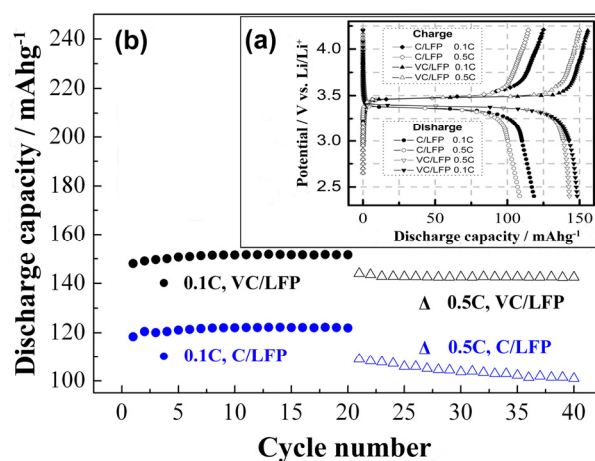 (b)
(a)
Discharge capacity / mAhg-1
240
220
200
180
160
140
120
100
0
5
10
15
20
25
30
35
40
Cycle number
0.1C, VC/LFP
0.5C, VC/LFP
0.1C, C/LFP
0.5C, C/LFP
Potential / V vs. Li/Li+
4.0
3.5
3.0
2.5
0
50
100
150
Discharge capacity / mAhg-1
Charge
C/LFP 0.1C
C/LFP 0.5C
VC/LFP 0.1C
VC/LFP 0.5C
Disharge
C/LFP 0.1C
C/LFP 0.5C
VC/LFP 0.5C
VC/LFP 0.1C